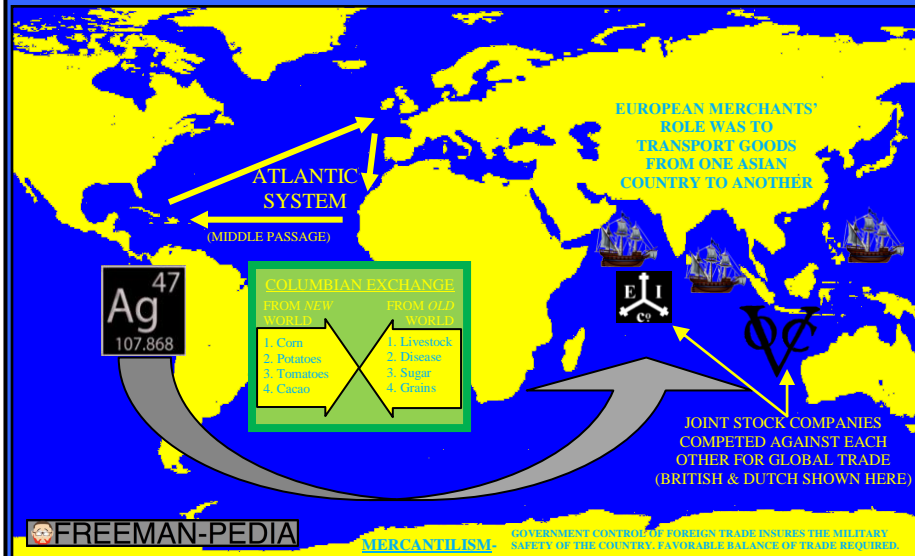 EUROPEAN MERCHANTS'
ROLE WAS TO
TRANSPORT GOODS
FROM ONE ASIAN
COUNTRY TO ANOTHER
ATLANTIC
SYSTEM
(MIDDLE PASSAGE)
47
Ag
107.868
COLUMBIAN EXCHANGE
FROM NEW
WORLD
1. Corn
2. Potatoes
3. Tomatoes
4. Cacao
FROM OLD
WORLD
1. Livestock
2. Disease
3. Sugar
4. Grains
E I
Co
VOC
JOINT STOCK COMPANIES
COMPETED AGAINST EACH
OTHER FOR GLOBAL TRADE
(BRITISH & DUTCH SHOWN HERE)
FREEMAN-PEDIA
MERCANTILISM- GOVERNMENT CONTROL OF FOREIGN TRADE INSURES THE MILITARY
SAFETY OF THE COUNTRY. FAVORABLE BALANCE OF TRADE REQUIRED.